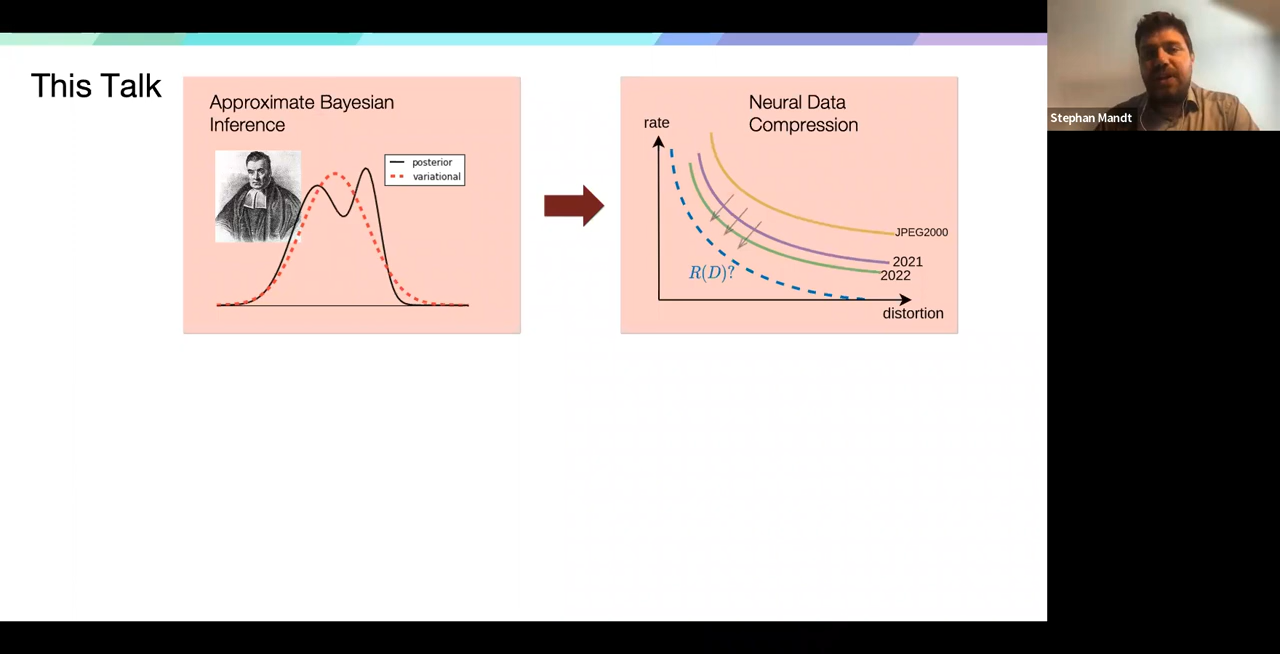 This Talk
Approximate Bayesian
Inference
posterior
variational
Neural Data
Compression
rate
JPEG2000
2021
2022
R(D)?
distortion
Stephan Mandt